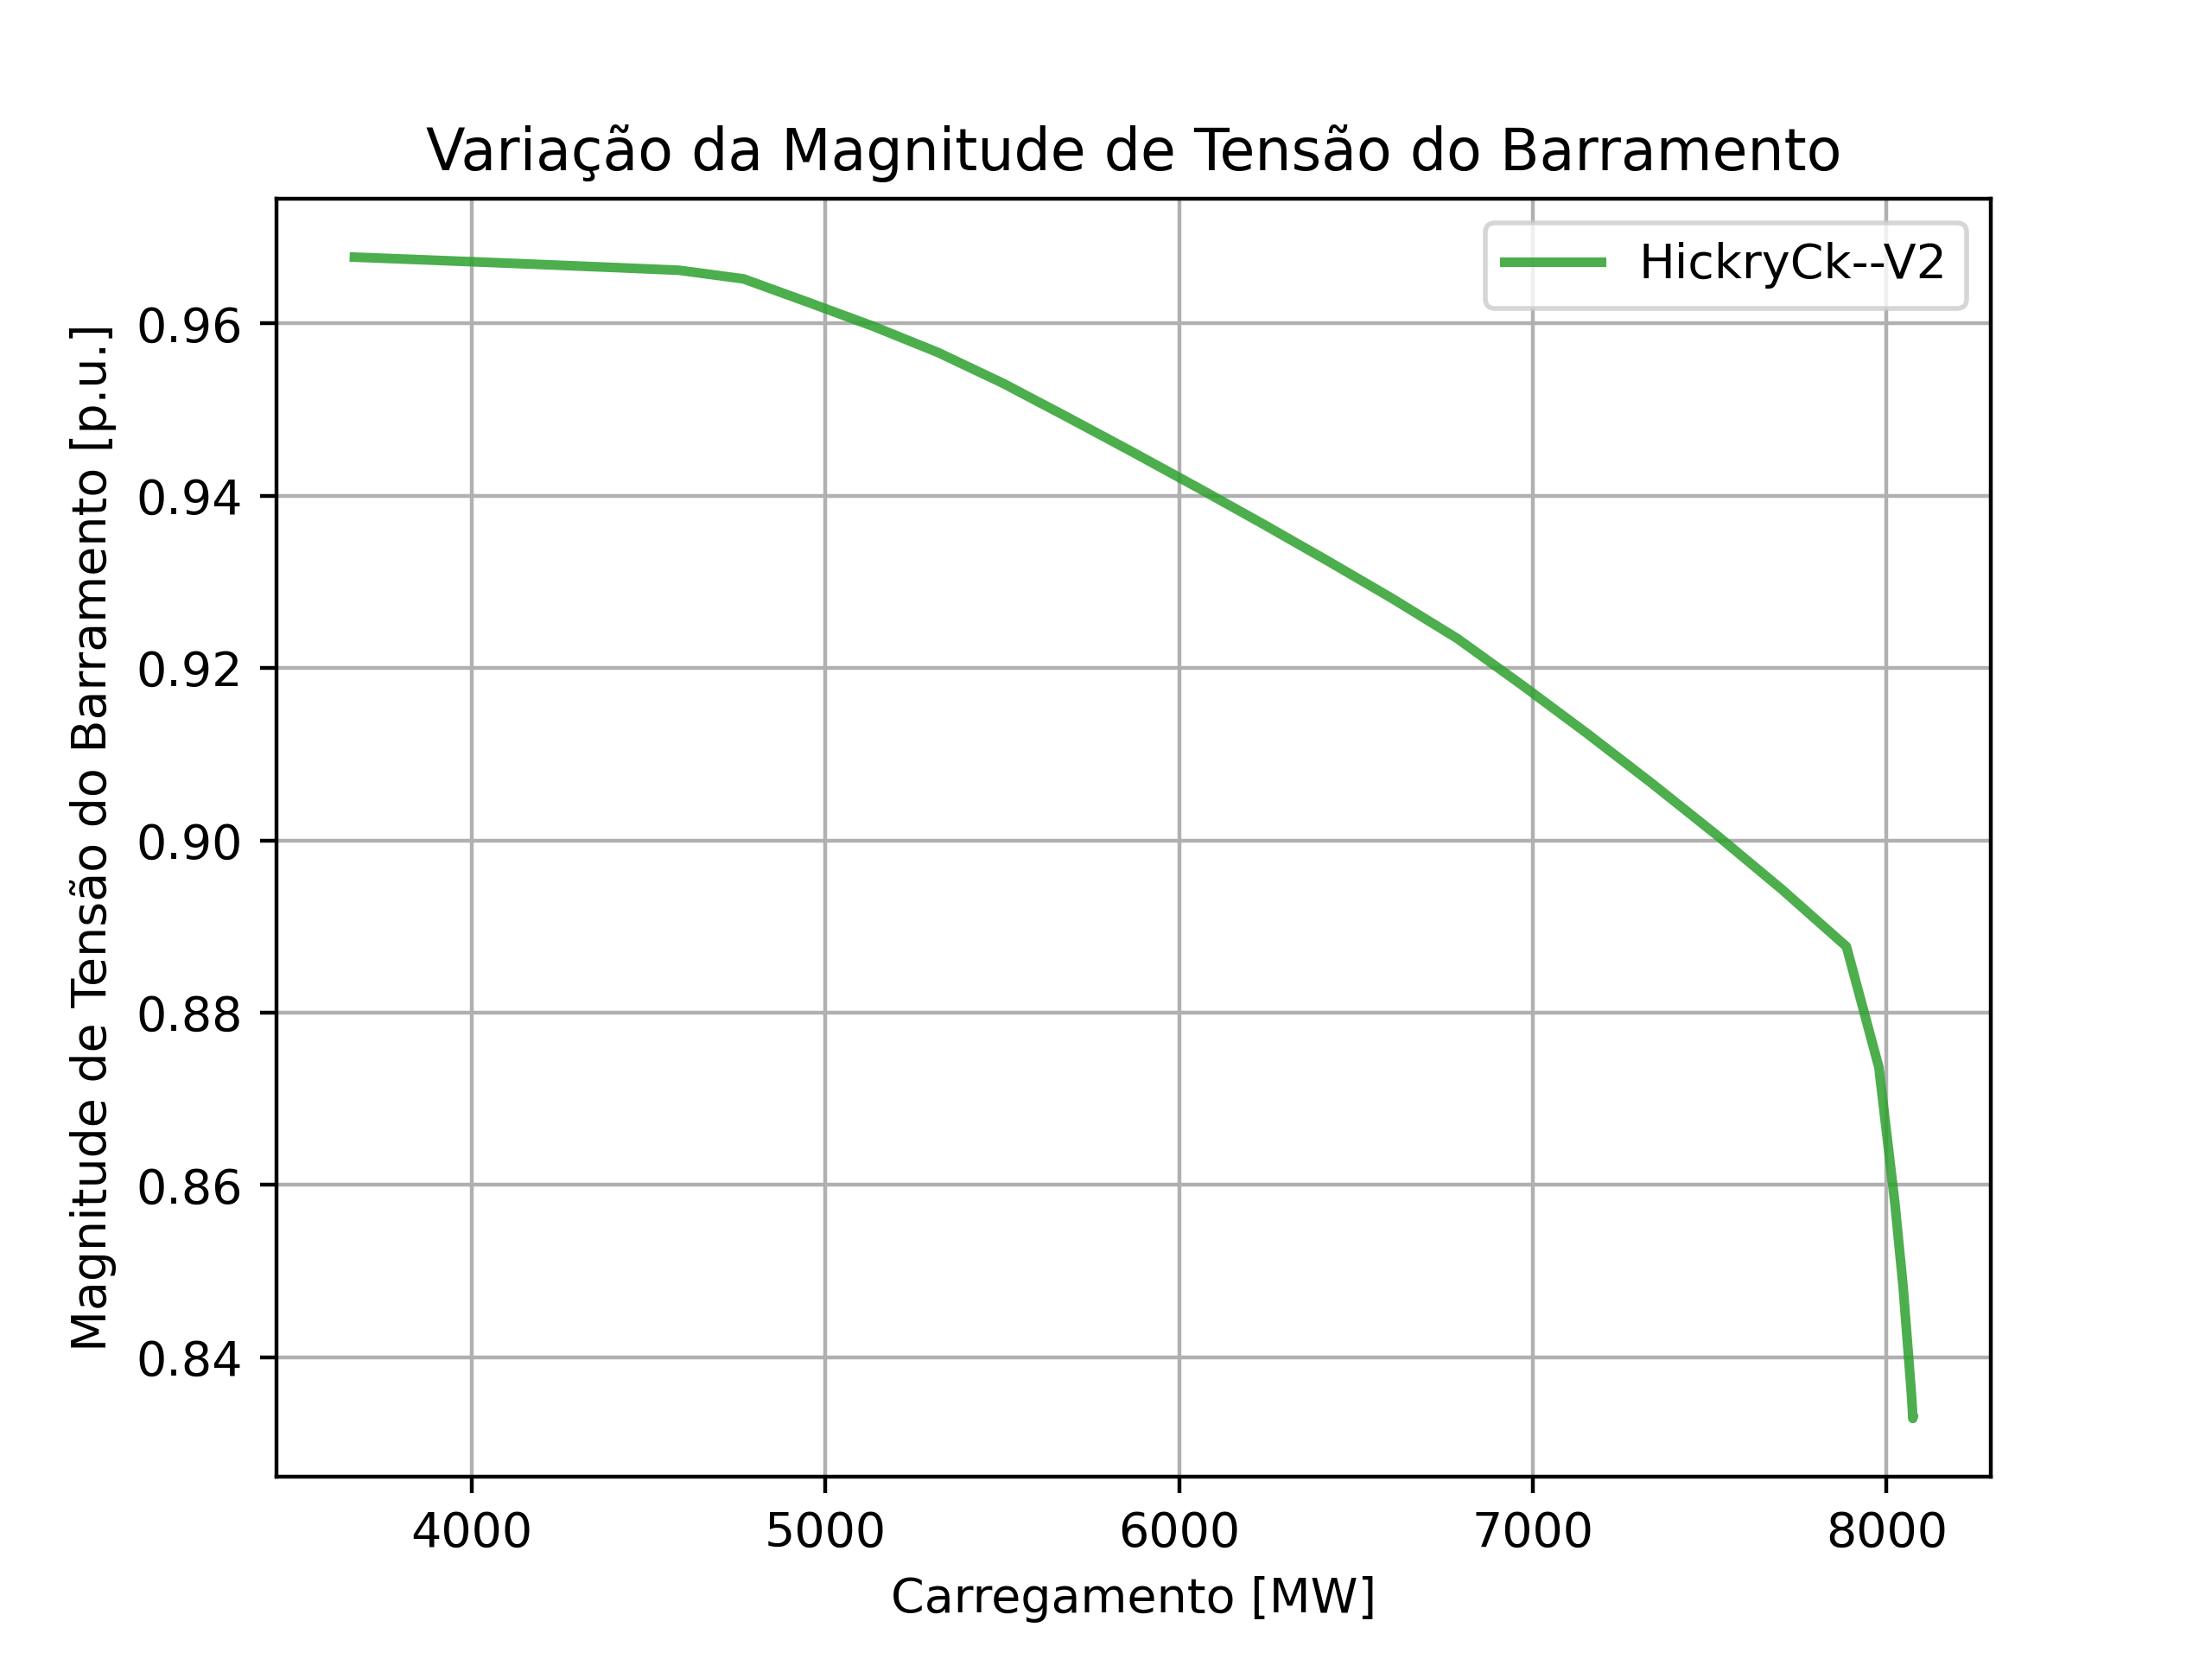 Variação da Magnitude de Tensão do Barramento
HickryCk--V2
Magnitude de Tensão do Barramento [p.u.]
0.96
0.94
0.92
0.90
0.88
0.86
0.84
4000 5000 6000 7000 8000
Carregamento [MW]